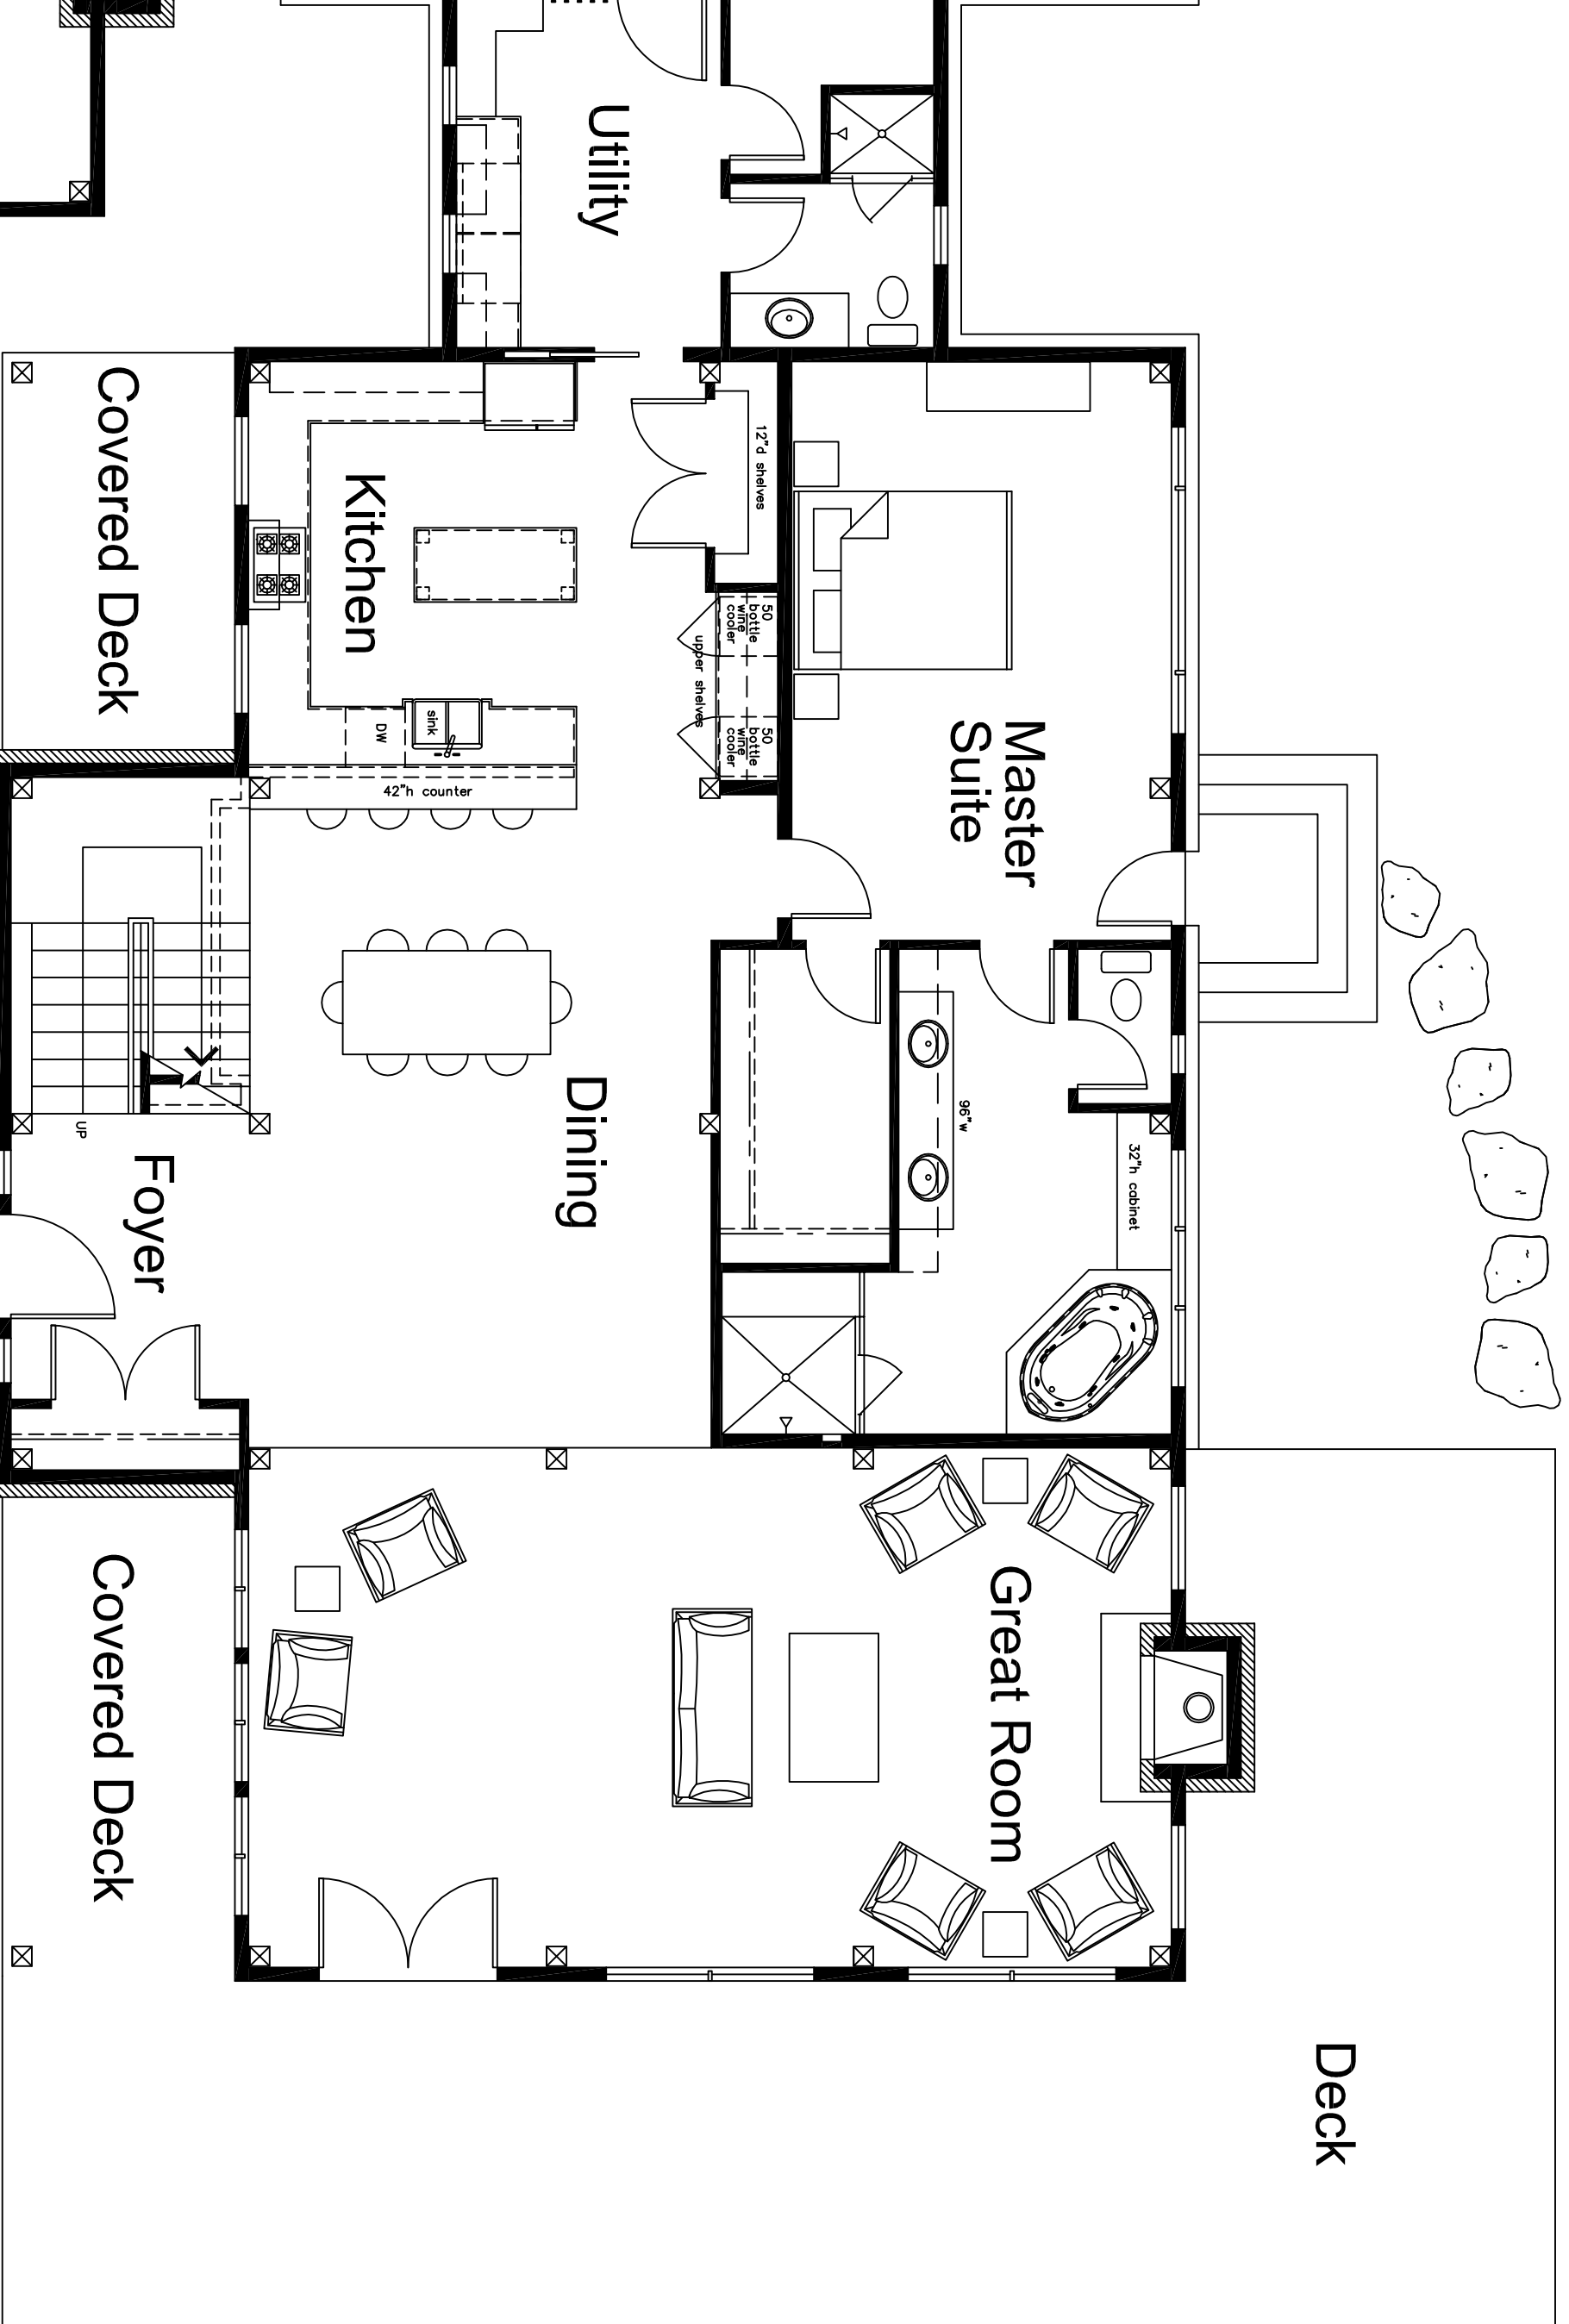 Utility
Covered Deck
Kitchen
12"d shelves
50
bottle
wine
cooler
upper shelves
50
bottle
wine
cooler
sink
DW
42"h counter
Master
Suite
Dining
96"w
32"h cabinet
UP
Foyer
Great Room
Covered Deck
Deck